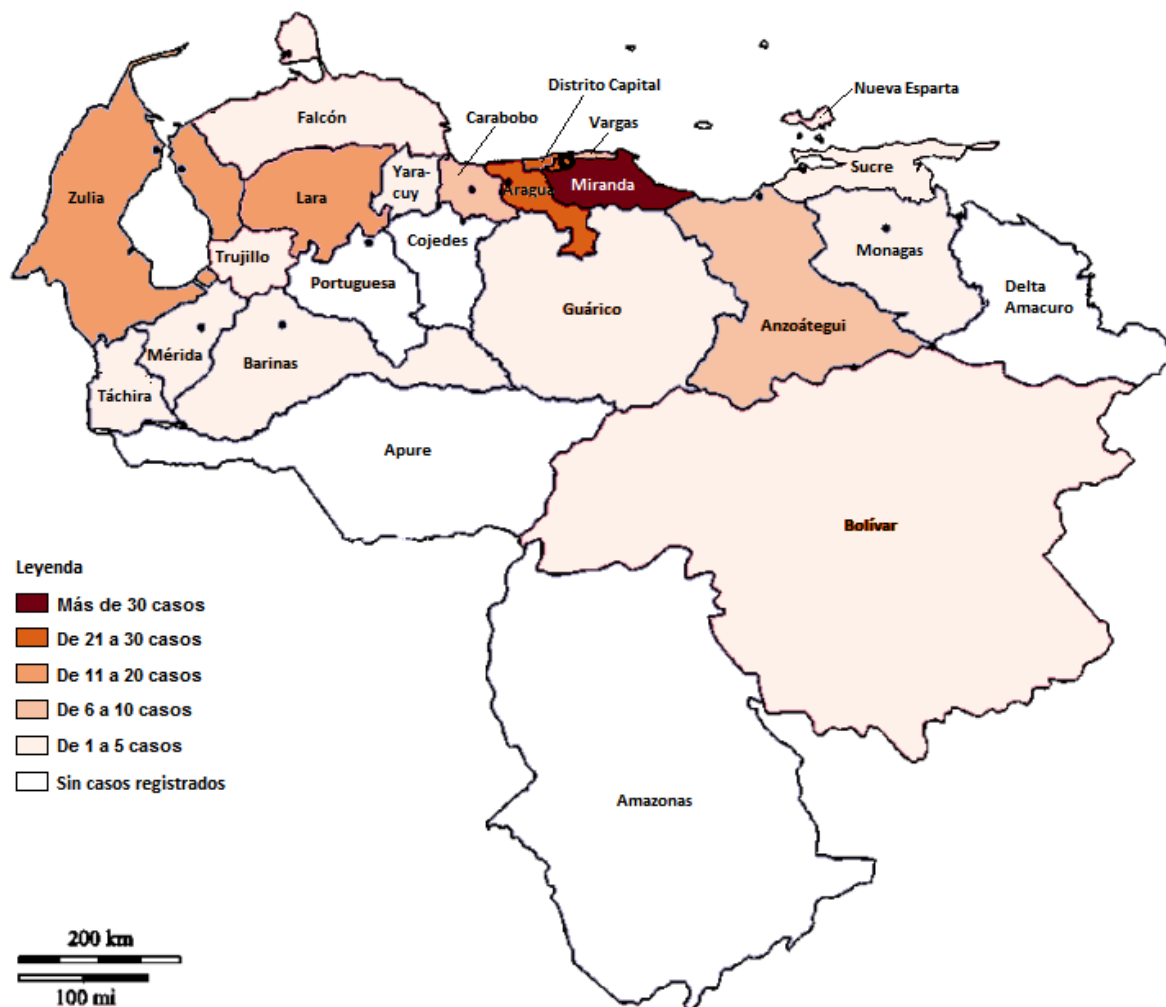 Distrito Capital
Nueva Esparta
Falcón
Carabobo
Vargas
Sucre
Zulia
Lara
Yara-
cuy
Aragua
Miranda
Trujillo
Cojedes
Monagas
Portuguesa
Delta
Amacuro
Guárico
Anzoátegui
Mérida
Barinas
Táchira
Apure
Bolívar
Amazonas
Leyenda
Más de 30 casos
De 21 a 30 casos
De 11 a 20 casos
De 6 a 10 casos
De 1 a 5 casos
Sin casos registrados
200 km
100 mi